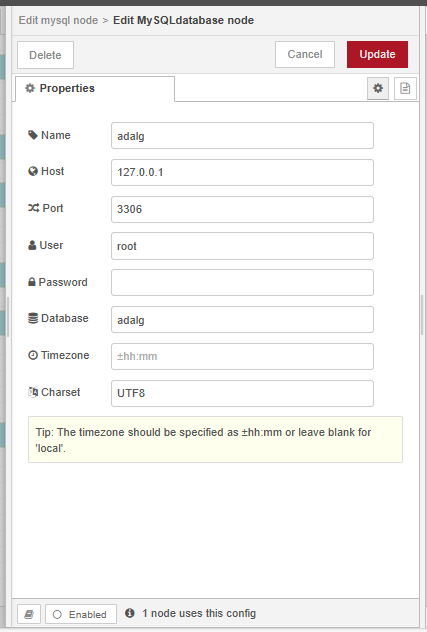 Edit mysql node > Edit MySQLdatabase node
Delete
Cancel
Update
Properties
Name
adalg
Host
127.0.0.1
Port
3306
User
root
Password
Database
adalg
Timezone
±hh:mm
Charset
UTF8
Tip: The timezone should be specified as ±hh:mm or leave blank for
'local'.
Enabled
1 node uses this config